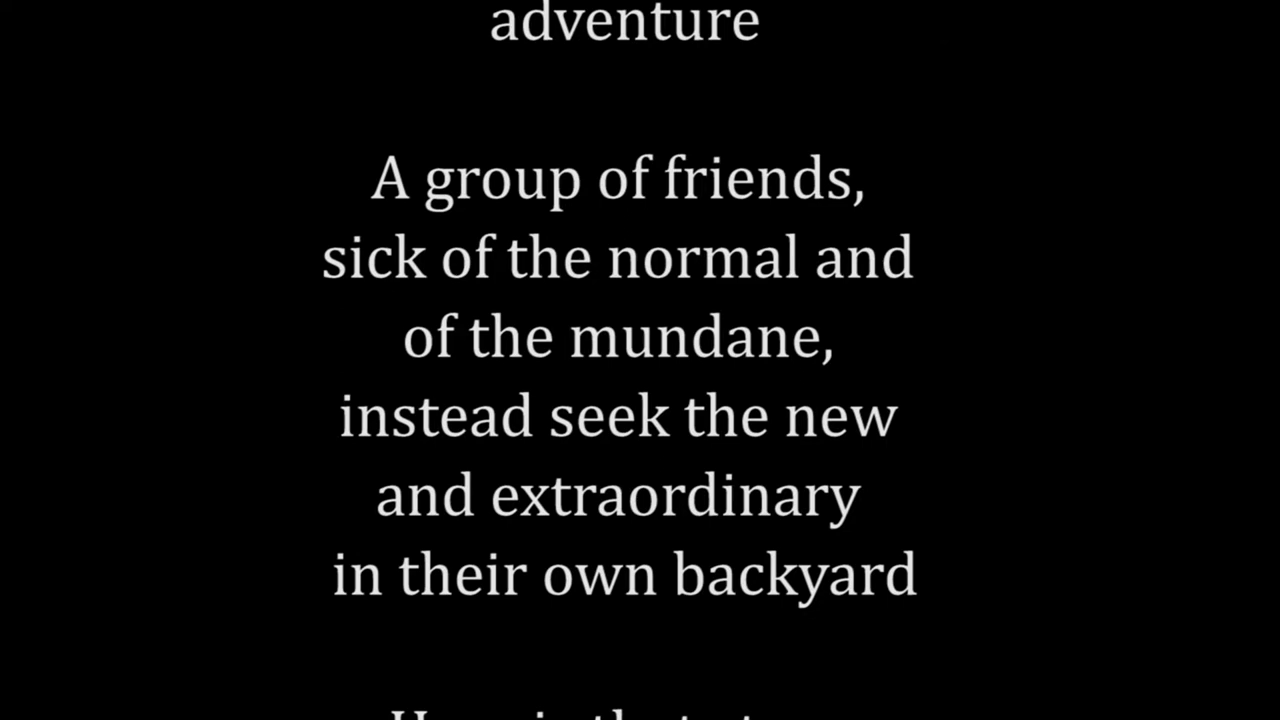 adventure
A group of friends,
sick of the normal and
of the mundane,
instead seek the new
and extraordinary
in their own backyard